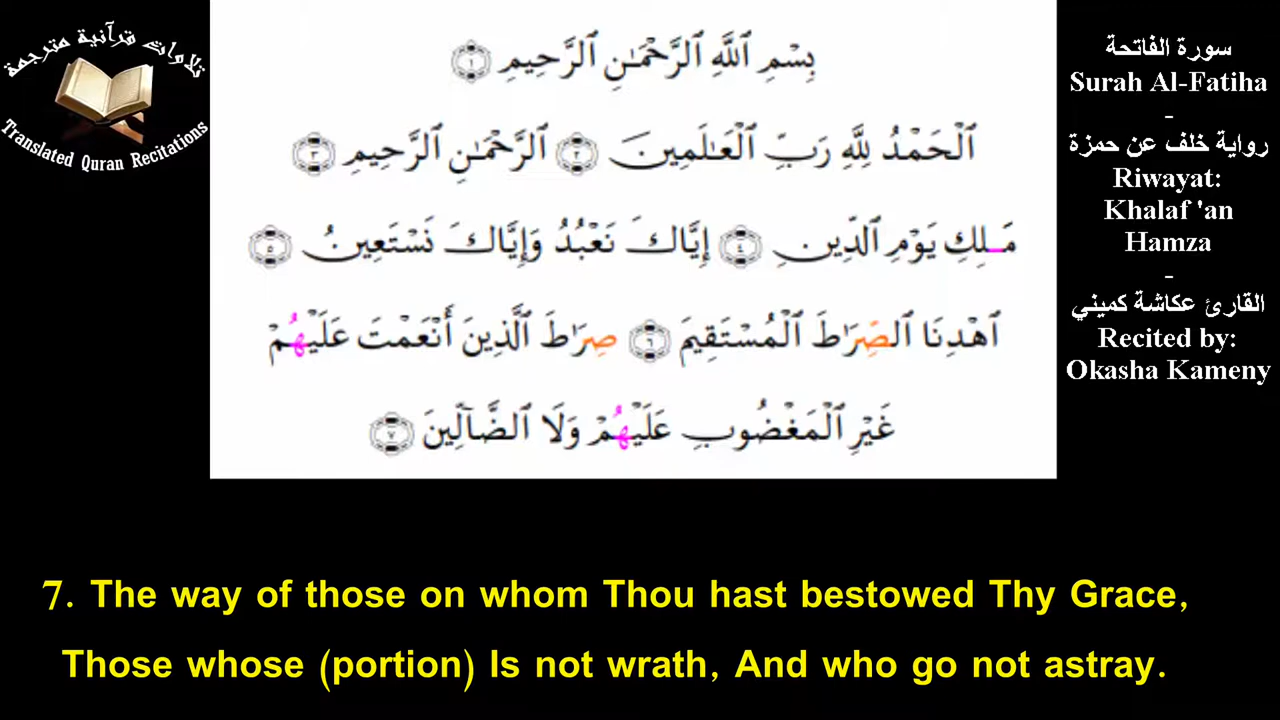 تلاوات قرآنية مترجمة
Translated Quran Recitations
بِسْمِ ٱللَّهِ ٱلرَّحْمَٰنِ ٱلرَّحِيمِ ١
ٱلْحَمْدُ لِلَّهِ رَبِّ ٱلْعَٰلَمِينَ ٢ ٱلرَّحْمَٰنِ ٱلرَّحِيمِ ٣
مَلِكِ يَوْمِ ٱلدِّينِ ٤ إِيَّاكَ نَعْبُدُ وَإِيَّاكَ نَسْتَعِينُ ٥
ٱهْدِنَا ٱلصِّرَٰطَ ٱلْمُسْتَقِيمَ ٦ صِرَٰطَ ٱلَّذِينَ أَنْعَمْتَ عَلَيْهُمْ
غَيْرِ ٱلْمَغْضُوبِ عَلَيْهُمْ وَلَا ٱلضَّآلِّينَ ٧
سورة الفاتحة
Surah Al-Fatiha
-
رواية خلف عن حمزة
Riwayat:
Khalaf 'an
Hamza
-
القارئ عكاشة كميني
Recited by:
Okasha Kameny
7. The way of those on whom Thou hast bestowed Thy Grace,
Those whose (portion) Is not wrath, And who go not astray.